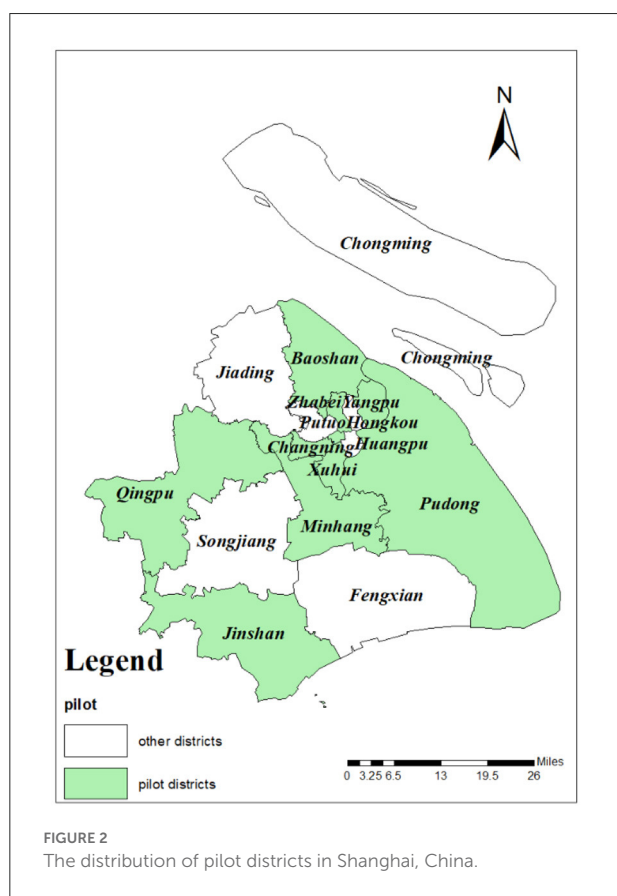 N
Chongming
Chongming
Jiading
Baoshan
Zhabei Yangpu
Putuo Hongkou
Changning Huangpu
Xuhui
Qingpu
Pudong
Songjiang
Minhang
Fengxian
Jinshan
Legend
pilot
other districts
pilot districts
Miles
0 3.25 6.5 13 19.5 26
FIGURE 2
The distribution of pilot districts in Shanghai, China.